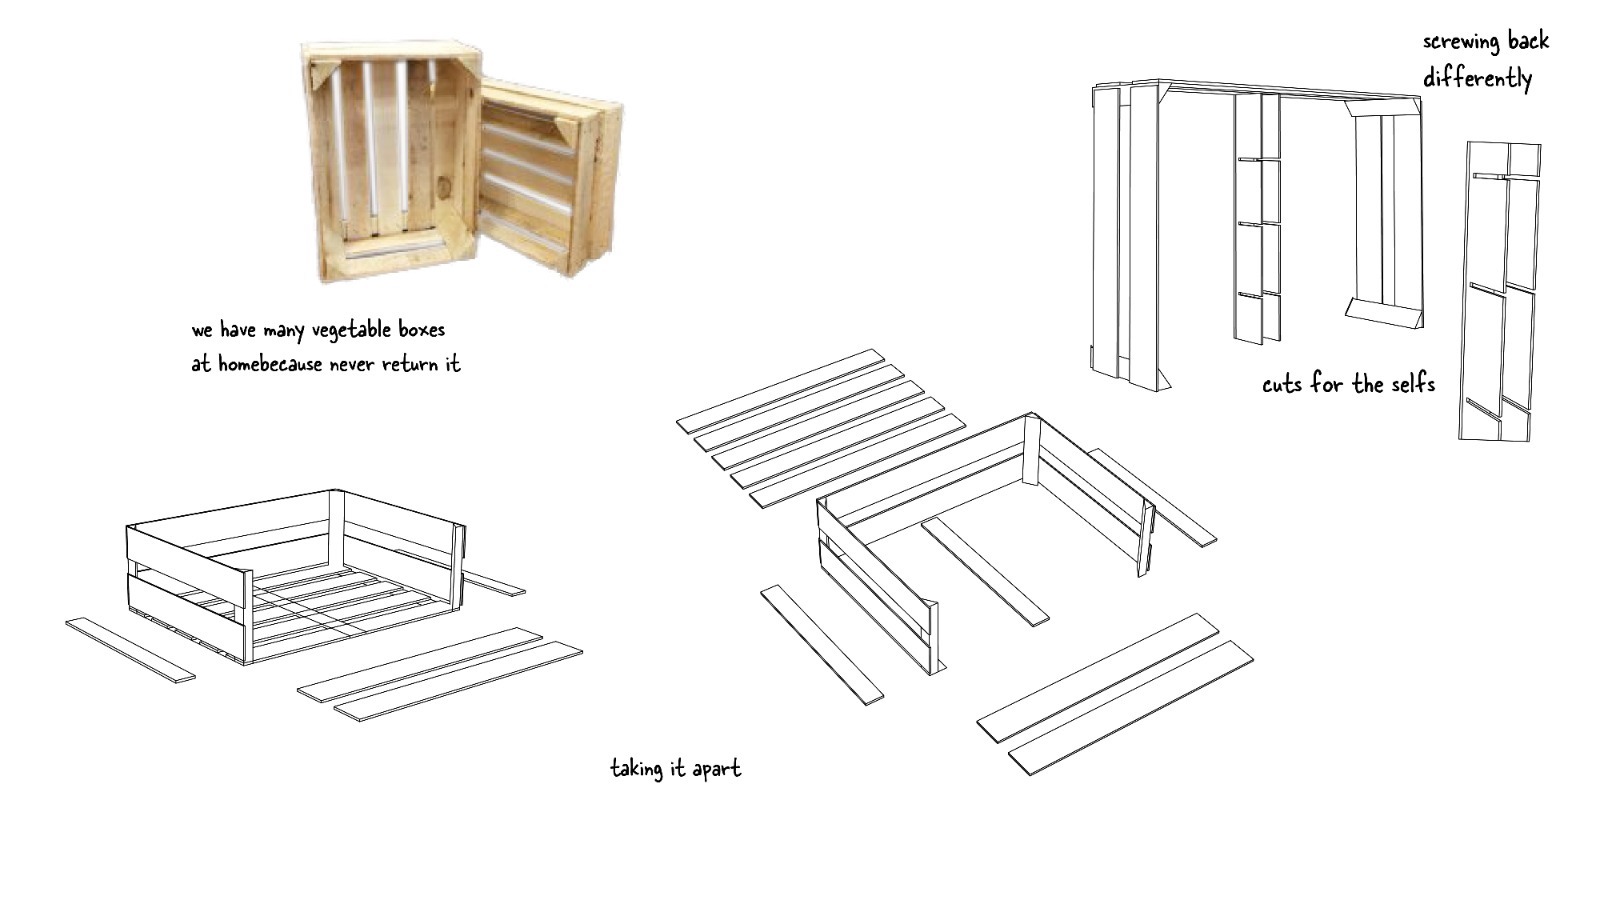 screwing back
differently
we have many vegetable boxes
at homebecause never return it
cuts for the selfs
taking it apart